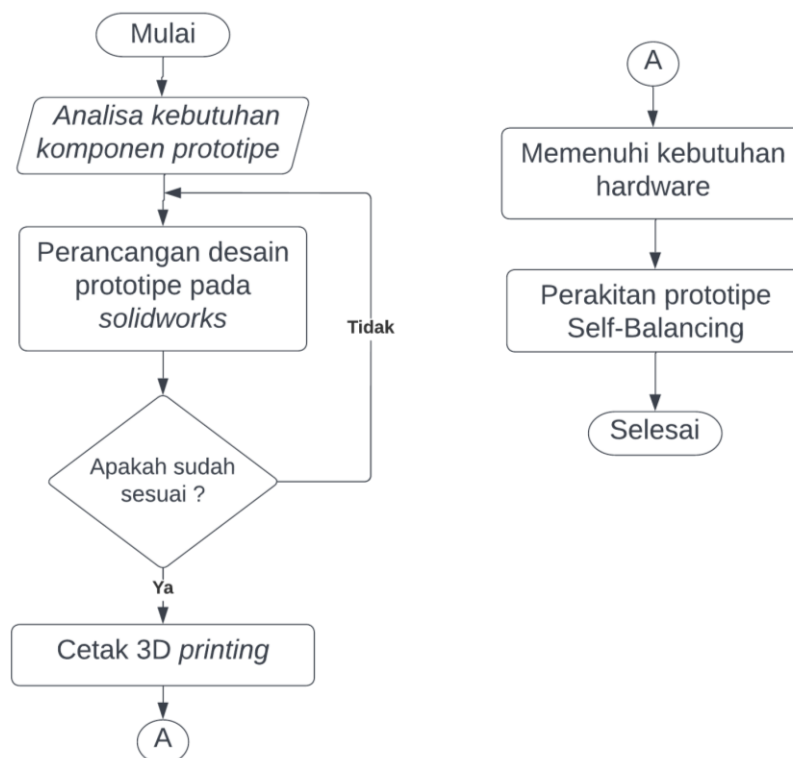 Mulai
Analisa kebutuhan
komponen prototipe
Perancangan desain
prototipe pada
solidworks
Tidak
Apakah sudah
sesuai ?
Ya
Cetak 3D printing
A
A
Memenuhi kebutuhan
hardware
Perakitan prototipe
Self-Balancing
Selesai